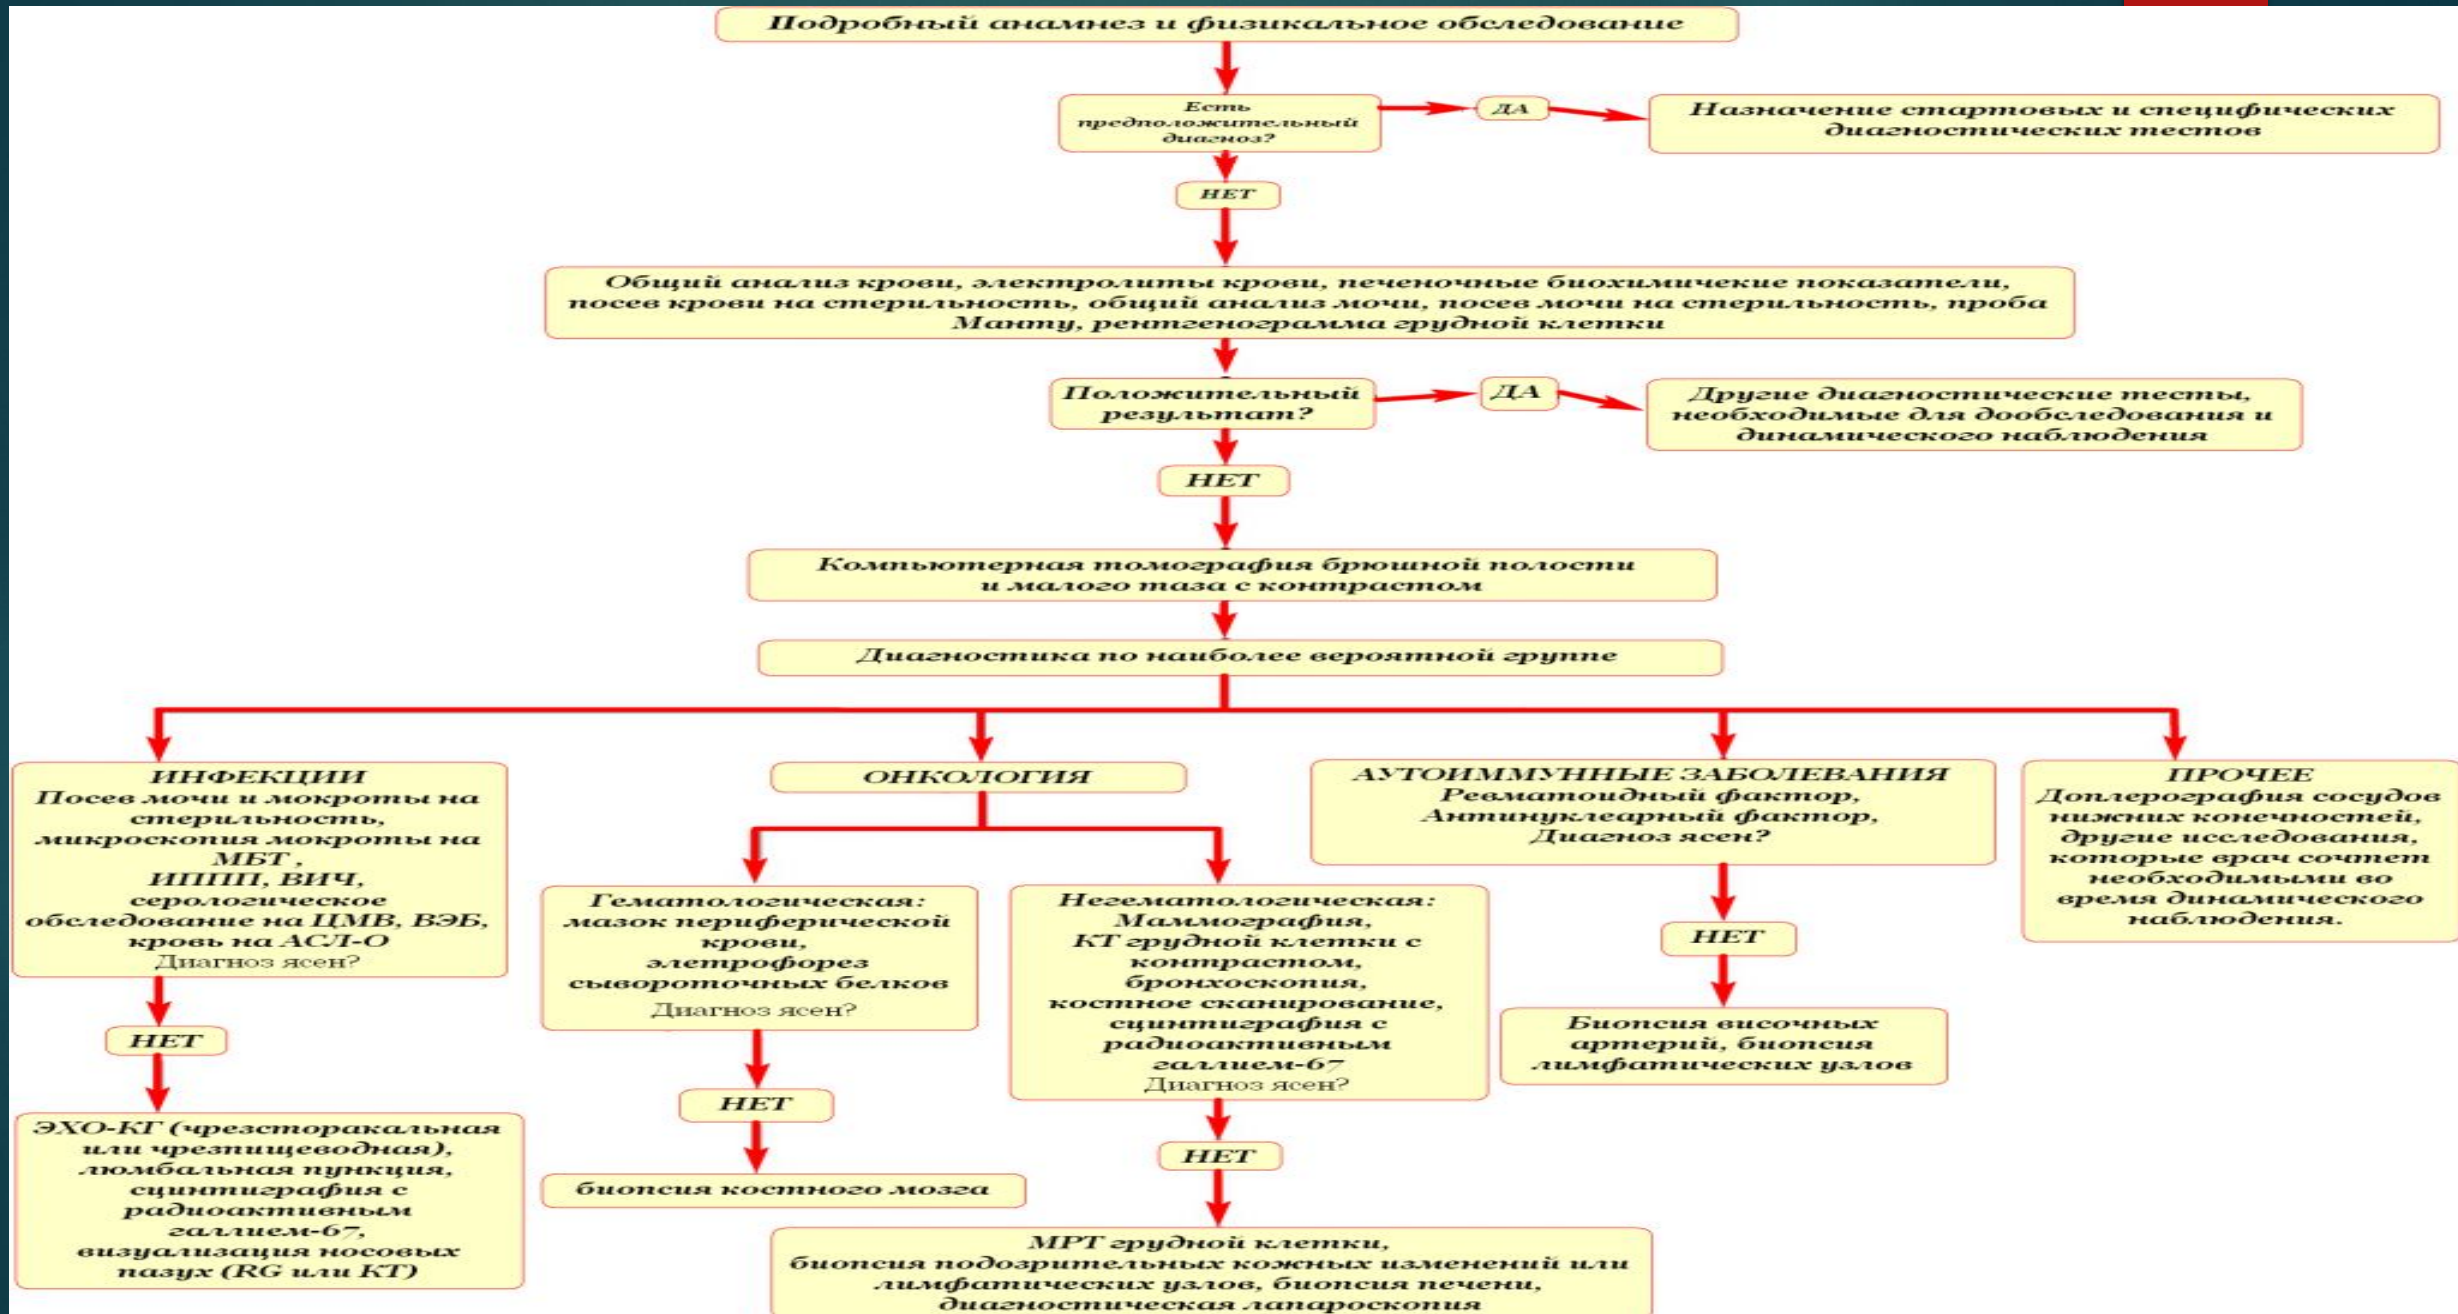 Подробный анамнез и физикальное обследование
Есть
предположительный
диагноз?
ДА
Назначение стартовых и специфических
диагностических тестов
НЕТ
Общий анализ крови, электролиты крови, печеночные биохимичекие показатели,
посев крови на стерильность, общий анализ мочи, посев мочи на стерильность, проба
Манту, рентгенограмма грудной клетки
Положительный
результат?
ДА
Другие диагностические тесты,
необходимые для дообследования и
динамического наблюдения
НЕТ
Компьютерная томография брюшной полости
и малого таза с контрастом
Диагностика по наиболее вероятной группе
ИНФЕКЦИИ
Посев мочи и мокроты на
стерильность,
микроскопия мокроты на
МБТ ,
ИППП, ВИЧ,
серологическое
обследование на ЦМВ, ВЭБ,
кровь на АСЛ-О
Диагноз ясен?
НЕТ
ЭХО-КГ (чрезсторакальная
или чрезпищеводная),
люмбальная пункция,
сцинтиграфия с
радиоактивным
галлием-67,
визуализация носовых
пазух (RG или КТ)
ОНКОЛОГИЯ
Гематологическая:
мазок периферической
крови,
элетрофорез
сывороточных белков
Диагноз ясен?
НЕТ
биопсия костного мозга
Негематологическая:
Маммография,
КТ грудной клетки с
контрастом,
бронхоскопия,
костное сканирование,
сцинтиграфия с
радиоактивным
галлием-67
Диагноз ясен?
НЕТ
МРТ грудной клетки,
биопсия подозрительных кожных изменений или
лимфатических узлов, биопсия печени,
диагностическая лапароскопия
АУТОИММУННЫЕ ЗАБОЛЕВАНИЯ
Ревматоидный фактор,
Антинуклеарный фактор,
Диагноз ясен?
НЕТ
Биопсия височных
артерий, биопсия
лимфатических узлов
ПРОЧЕЕ
Доплерография сосудов
нижних конечностей,
другие исследования,
которые врач сочтет
необходимыми во
время динамического
наблюдения.